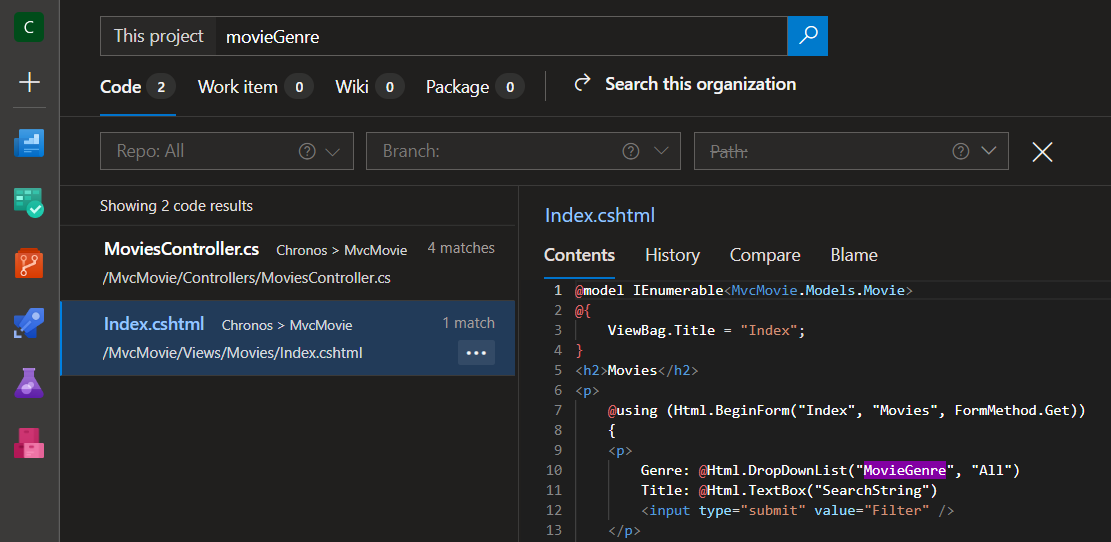 C
This project movieGenre
Code 2 Work item 0 Wiki 0 Package 0 Search this organization
Repo: All Branch: Path:
Showing 2 code results
MoviesController.cs Chronos > MvcMovie 4 matches
/MvcMovie/Controllers/MoviesController.cs
Index.cshtml Chronos > MvcMovie 1 match
/MvcMovie/Views/Movies/Index.cshtml
Index.cshtml
Contents History Compare Blame
1 @model IEnumerable<MvcMovie.Models.Movie>
2 @{
3 ViewBag.Title = "Index";
4 }
5 <h2>Movies</h2>
6 <p>
7 @using (Html.BeginForm("Index", "Movies", FormMethod.Get))
8 {
9 <p>
10 Genre: @Html.DropDownList("MovieGenre", "All")
11 Title: @Html.TextBox("SearchString")
12 <input type="submit" value="Filter" />
13 </p>